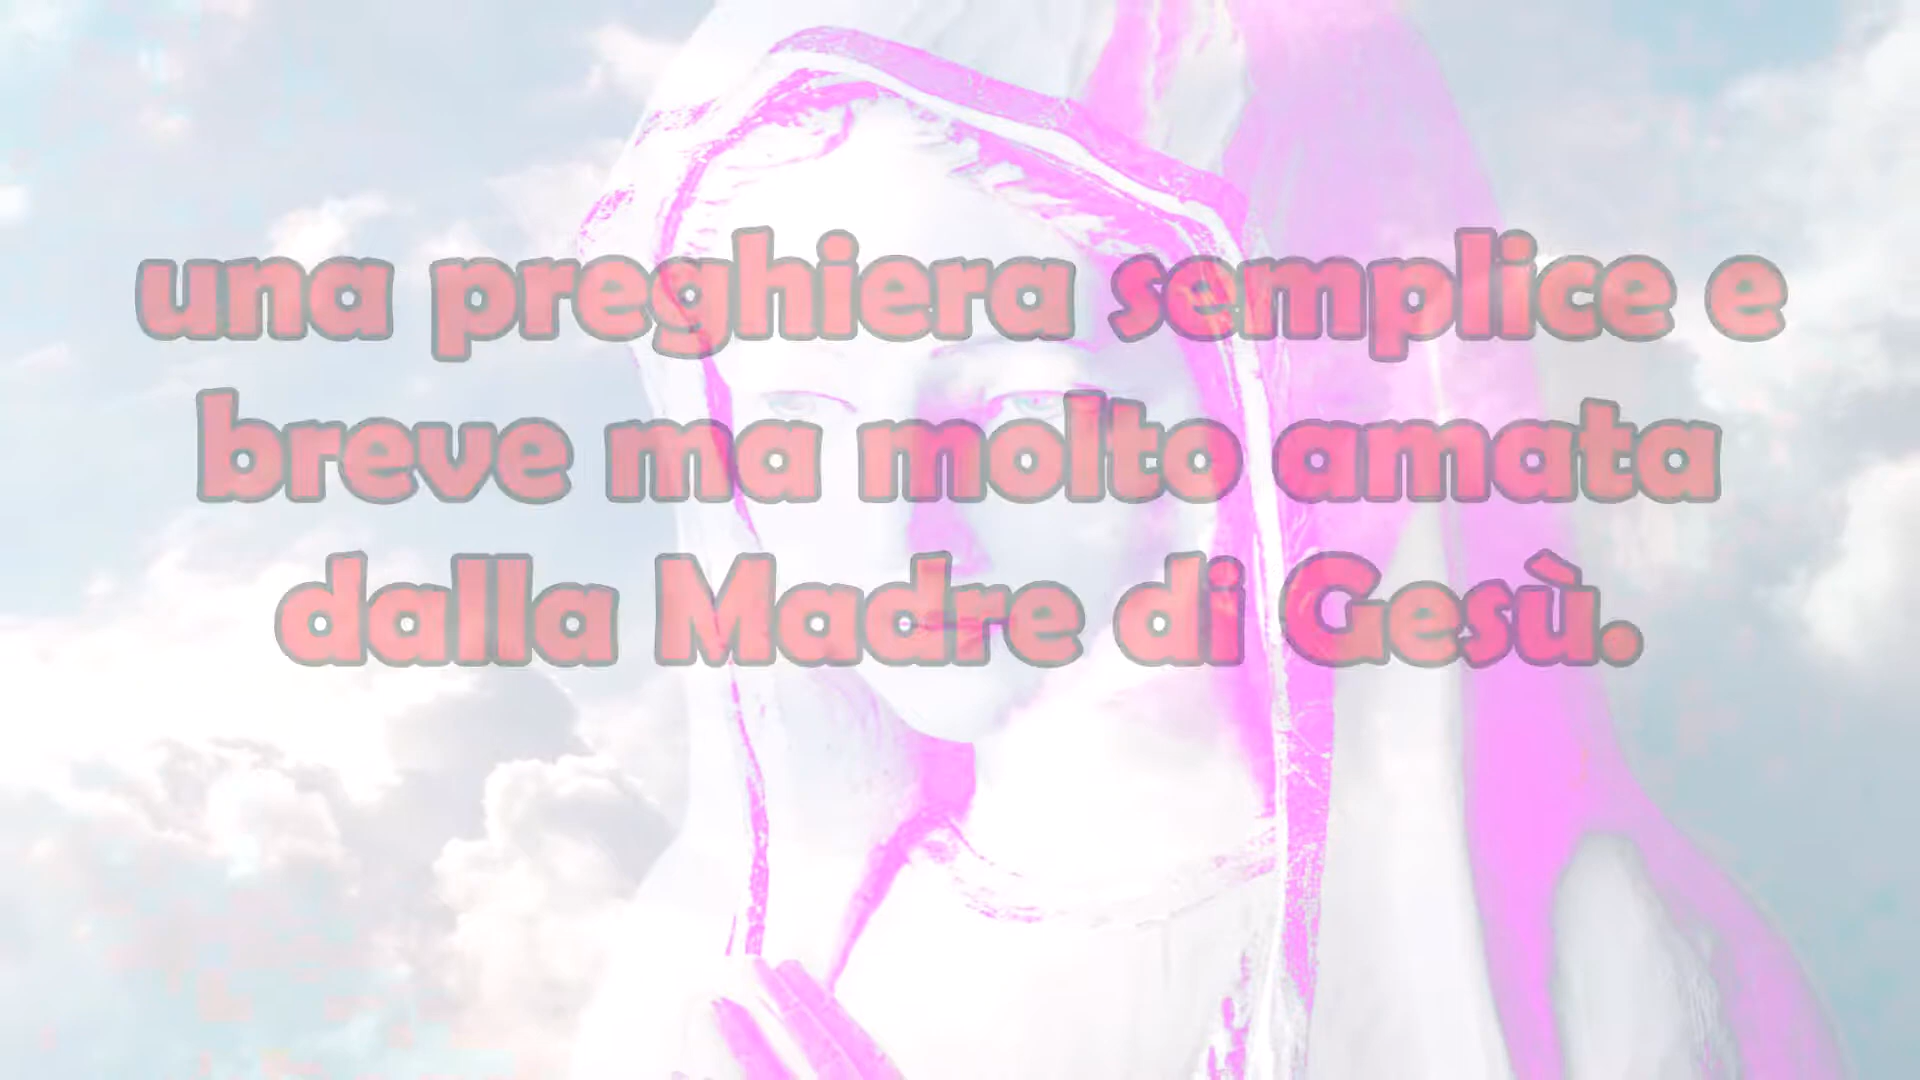 una preghiera semplice e
breve ma molto amata
dalla Madre di Gesù.